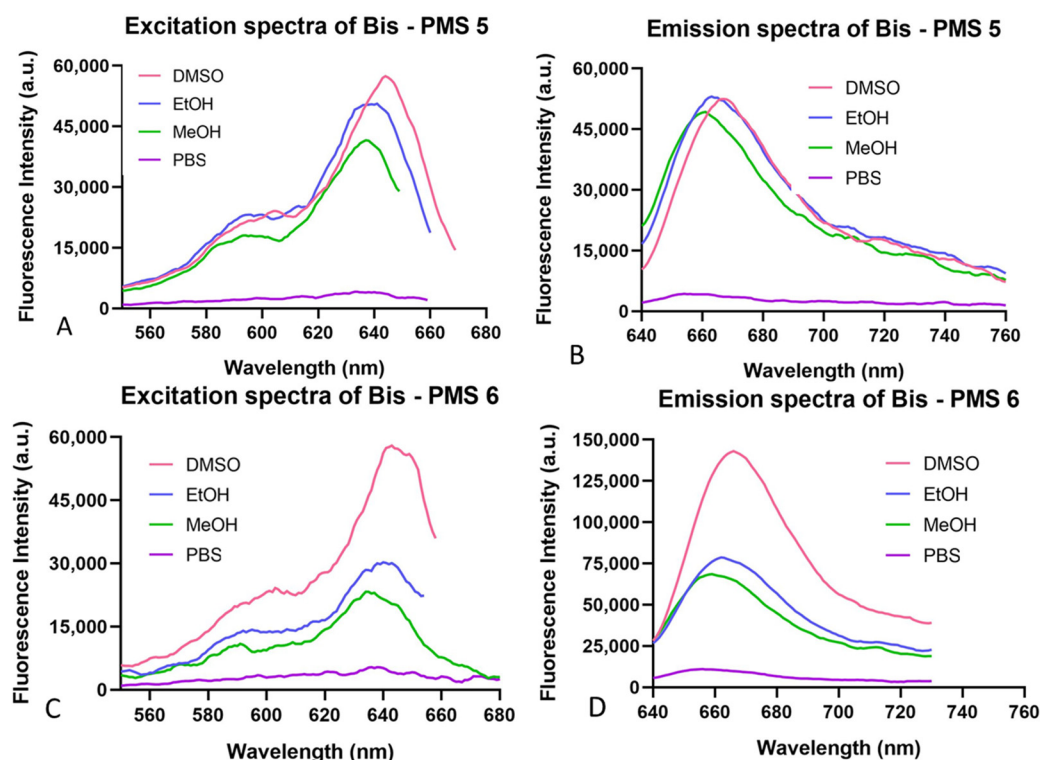 Excitation spectra of Bis - PMS 5
Fluorescence Intensity (a.u.)
60,000
45,000
30,000
15,000
0
DMSO
EtOH
MeOH
PBS
560 580 600 620 640 660 680
A
Wavelength (nm)
Emission spectra of Bis - PMS 5
Fluorescence Intensity (a.u.)
60,000
45,000
30,000
15,000
0
DMSO
EtOH
MeOH
PBS
640 660 680 700 720 740 760
B
Wavelength (nm)
Excitation spectra of Bis - PMS 6
Fluorescence Intensity (a.u.)
60,000
45,000
30,000
15,000
0
DMSO
EtOH
MeOH
PBS
560 580 600 620 640 660 680
C
Wavelength (nm)
Emission spectra of Bis - PMS 6
Fluorescence Intensity (a.u.)
150,000
125,000
100,000
75,000
50,000
25,000
0
DMSO
EtOH
MeOH
PBS
640 660 680 700 720 740 760
D
Wavelength (nm)